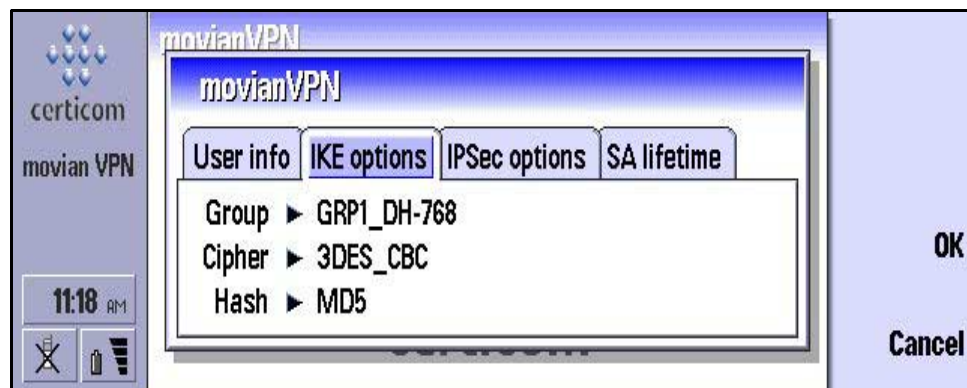 certicom
movian VPN
11:18 AM
movianVPN
movianVPN
User info IKE options IPSec options SA lifetime
Group ► GRP1_DH-768
Cipher ► 3DES_CBC
Hash ► MD5
OK
Cancel